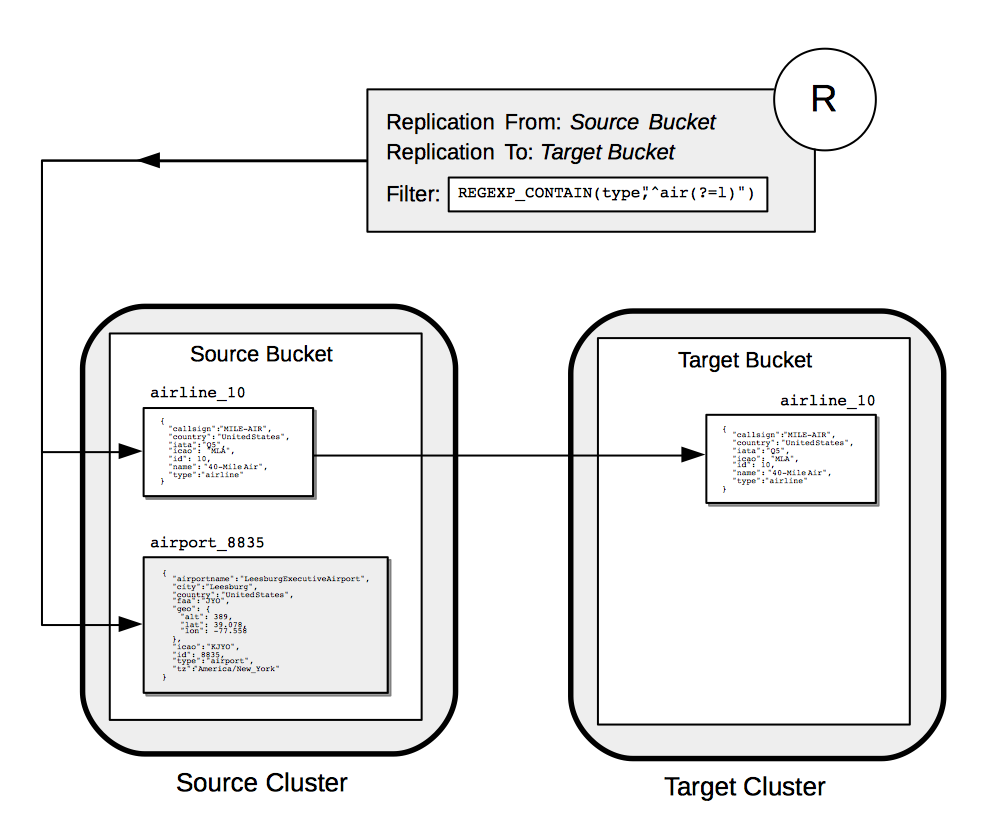 R
Replication From: Source Bucket
Replication To: Target Bucket
Filter: REGEXP_CONTAIN(type,"^air(?=l)")
Source Bucket
airline_10
{
"callsign":"MILE-AIR",
"country":"UnitedStates",
"iata":"Q5",
"icao": "MLA",
"id": 10,
"name": "40-Mile Air",
"type":"airline"
}
airport_8835
{
"airportname":"LeesburgExecutiveAirport",
"city":"Leesburg",
"country":"UnitedStates",
"faa":"JYO",
"geo": {
"alt": 389,
"lat": 39.078,
"lon": -77.558
},
"icao":"KJYO",
"id": 8835,
"type":"airport",
"tz":"America/New_York"
}
Source Cluster
Target Bucket
airline_10
{
"callsign":"MILE-AIR",
"country":"UnitedStates",
"iata":"Q5",
"icao": "MLA",
"id": 10,
"name": "40-Mile Air",
"type":"airline"
}
Target Cluster